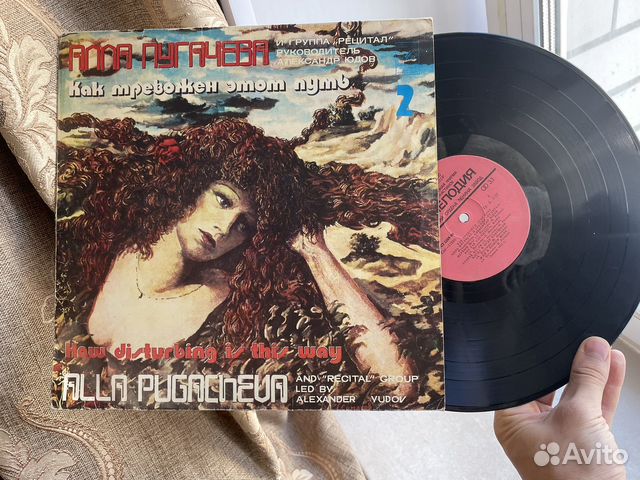 АЛЛА ПУГАЧЕВА
И ГРУППА „РЕЦИТАЛ"
РУКОВОДИТЕЛЬ
АЛЕКСАНДР ЮДОВ
Как тревожен этот путь
2
How disturbing is this way
ALLA PUGACHEVA
AND "RECITAL" GROUP
LED BY
ALEXANDER YUDOV
МЕЛОДИЯ
Avito